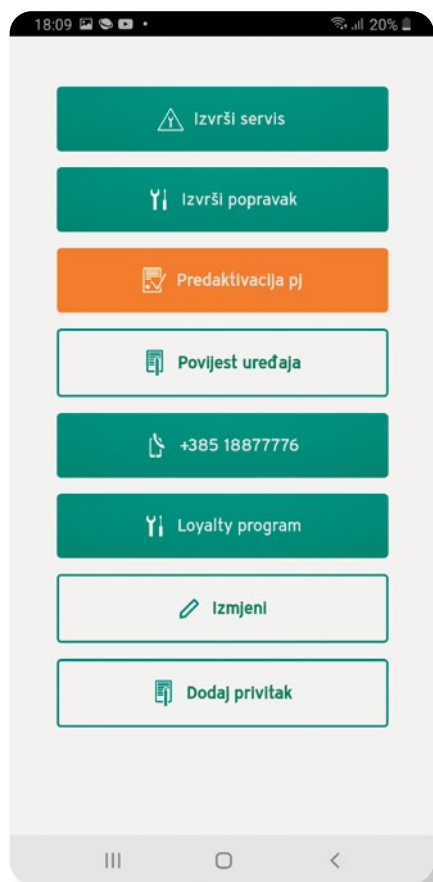 18:09 20%
Izvrši servis
Izvrši popravak
Predaktivacija pj
Povijest uređaja
+385 18877776
Loyalty program
Izmjeni
Dodaj privitak